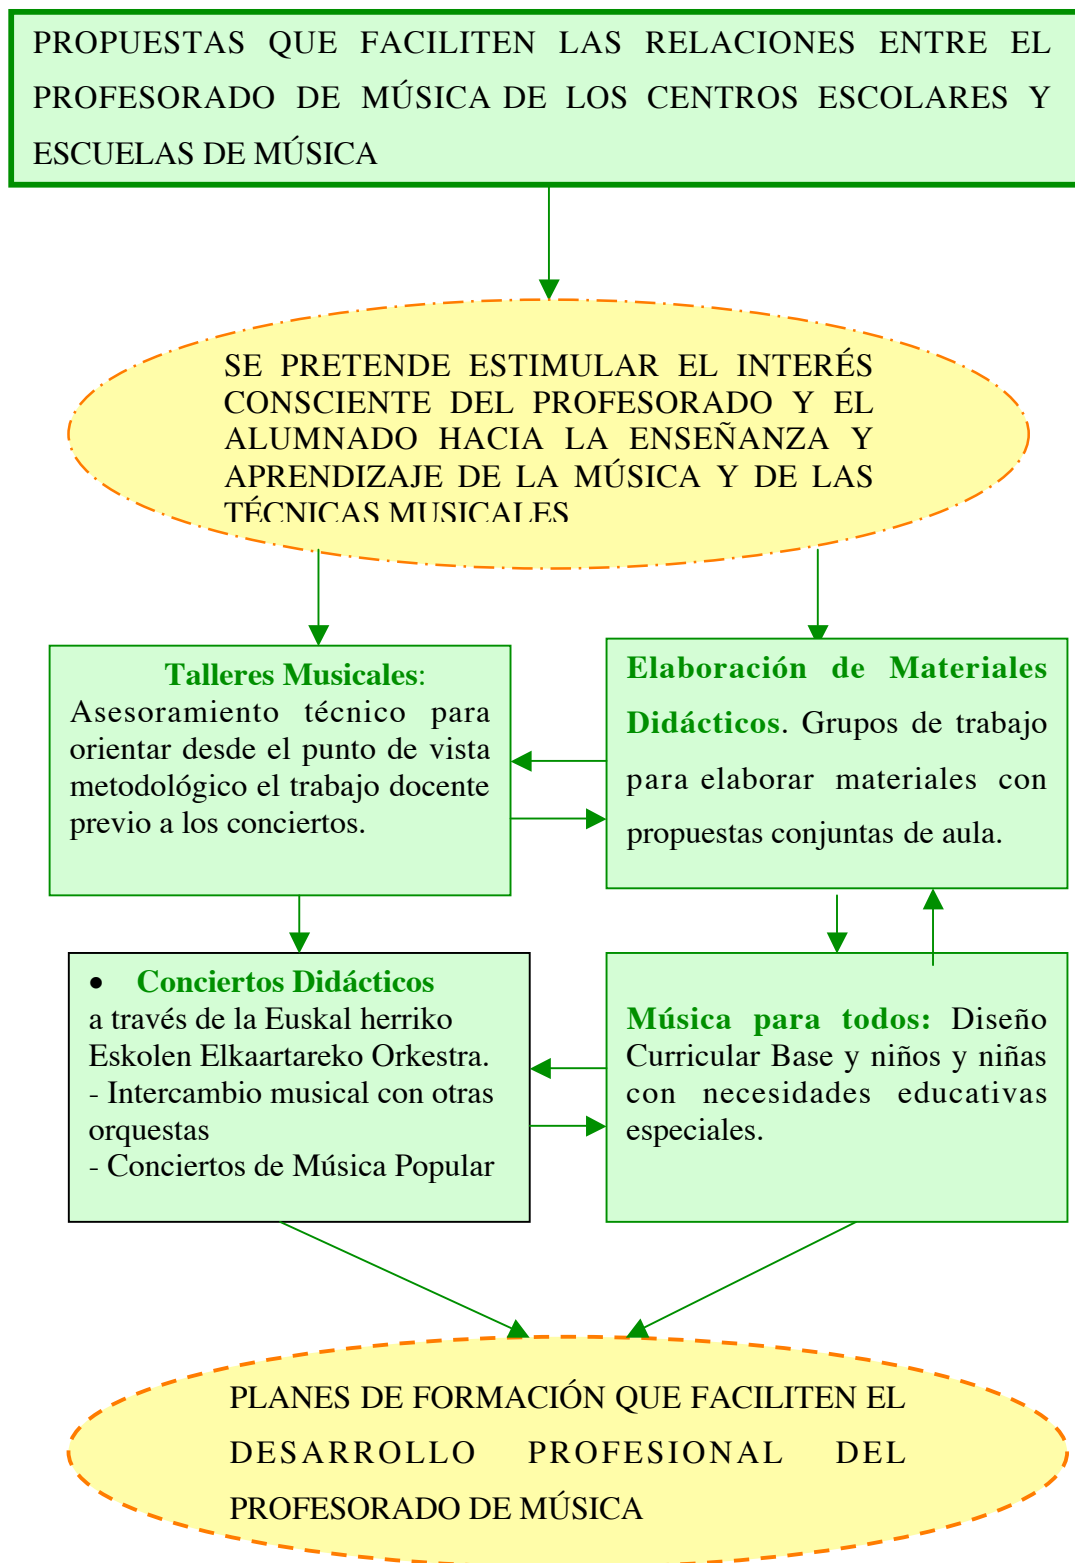 PROPUESTAS QUE FACILITEN LAS RELACIONES ENTRE EL
PROFESORADO DE MÚSICA DE LOS CENTROS ESCOLARES Y
ESCUELAS DE MÚSICA
SE PRETENDE ESTIMULAR EL INTERÉS
CONSCIENTE DEL PROFESORADO Y EL
ALUMNADO HACIA LA ENSEÑANZA Y
APRENDIZAJE DE LA MÚSICA Y DE LAS
TÉCNICAS MUSICALES
Talleres Musicales:
Asesoramiento técnico para
orientar desde el punto de vista
metodológico el trabajo docente
previo a los conciertos.
Elaboración de Materiales
Didácticos. Grupos de trabajo
para elaborar materiales con
propuestas conjuntas de aula.
• Conciertos Didácticos
a través de la Euskal herriko
Eskolen Elkaartareko Orkestra.
- Intercambio musical con otras
orquestas
- Conciertos de Música Popular
Música para todos: Diseño
Curricular Base y niños y niñas
con necesidades educativas
especiales.
PLANES DE FORMACIÓN QUE FACILITEN EL
DESARROLLO PROFESIONAL DEL
PROFESORADO DE MÚSICA